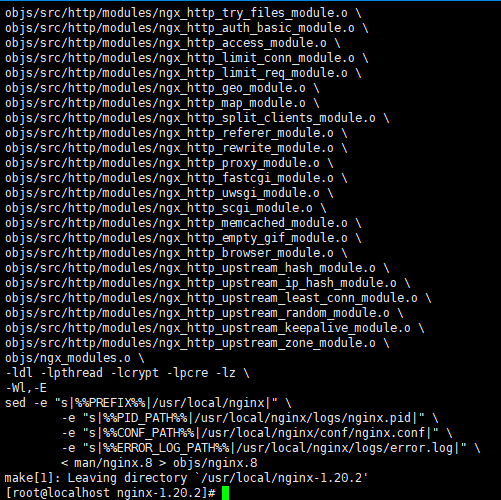 objs/src/http/modules/ngx_http_try_files_module.o \
objs/src/http/modules/ngx_http_auth_basic_module.o \
objs/src/http/modules/ngx_http_access_module.o \
objs/src/http/modules/ngx_http_limit_conn_module.o \
objs/src/http/modules/ngx_http_limit_req_module.o \
objs/src/http/modules/ngx_http_geo_module.o \
objs/src/http/modules/ngx_http_map_module.o \
objs/src/http/modules/ngx_http_split_clients_module.o \
objs/src/http/modules/ngx_http_referer_module.o \
objs/src/http/modules/ngx_http_rewrite_module.o \
objs/src/http/modules/ngx_http_proxy_module.o \
objs/src/http/modules/ngx_http_fastcgi_module.o \
objs/src/http/modules/ngx_http_uwsgi_module.o \
objs/src/http/modules/ngx_http_scgi_module.o \
objs/src/http/modules/ngx_http_memcached_module.o \
objs/src/http/modules/ngx_http_empty_gif_module.o \
objs/src/http/modules/ngx_http_browser_module.o \
objs/src/http/modules/ngx_http_upstream_hash_module.o \
objs/src/http/modules/ngx_http_upstream_ip_hash_module.o \
objs/src/http/modules/ngx_http_upstream_least_conn_module.o \
objs/src/http/modules/ngx_http_upstream_random_module.o \
objs/src/http/modules/ngx_http_upstream_keepalive_module.o \
objs/src/http/modules/ngx_http_upstream_zone_module.o \
objs/ngx_modules.o \
-ldl -lpthread -lcrypt -lpcre -lz \
-Wl,-E
sed -e "s|%%PREFIX%%|/usr/local/nginx|" \
-e "s|%%PID_PATH%%|/usr/local/nginx/logs/nginx.pid|" \
-e "s|%%CONF_PATH%%|/usr/local/nginx/conf/nginx.conf|" \
-e "s|%%ERROR_LOG_PATH%%|/usr/local/nginx/logs/error.log|" \
< man/nginx.8 > objs/nginx.8
make[1]: Leaving directory `/usr/local/nginx-1.20.2'
[root@localhost nginx-1.20.2]#